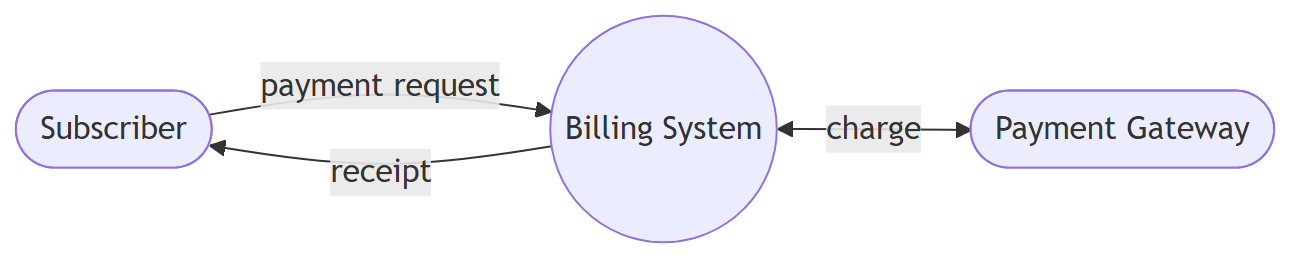 payment request
Subscriber
Billing System
charge
Payment Gateway
receipt